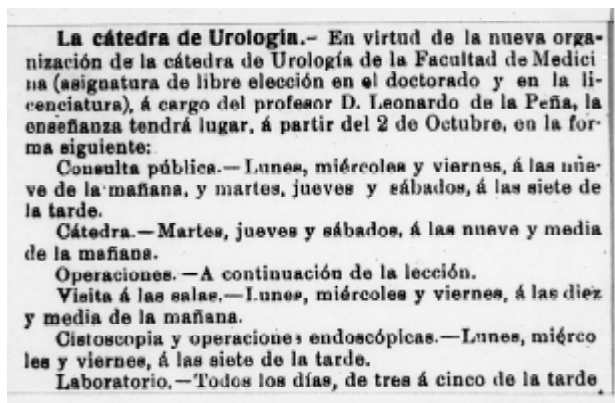 La cátedra de Urología.- En virtud de la nueva orga-
nización de la cátedra de Urología de la Facultad de Medici
na (asignatura de libre elección en el doctorado y en la li-
cenciatura), á cargo del profesor D. Leonardo de la Peña, la
enseñanza tendrá lugar, á partir del 2 de Octubre, en la for-
ma siguiente:
Consulta pública.—Lunes, miércoles y viernes, á las nue-
ve de la mañana, y martes, jueves y sábados, á las siete de
la tarde.
Cátedra.—Martes, jueves y sábados, á las nueve y media
de la mañana.
Operaciones.—A continuación de la lección.
Visita á las salas.—Lunes, miércoles y viernes, á las diez
y media de la mañana.
Cistoscopia y operaciones endoscópicas.—Lunes, miérco
les y viernes, á las siete de la tarde.
Laboratorio.—Todos los días, de tres á cinco de la tarde